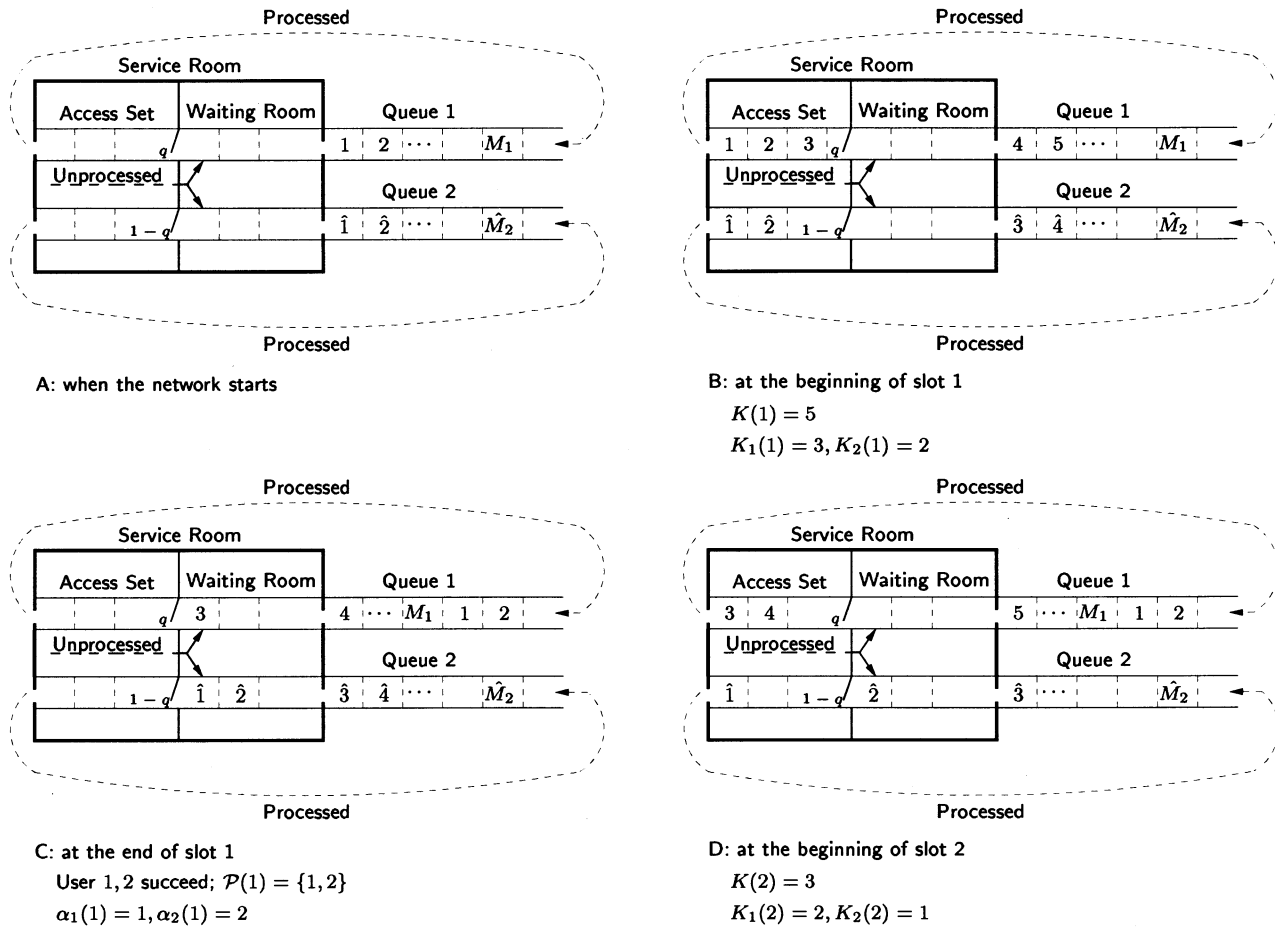 Processed
Service Room
Access Set Waiting Room Queue 1
q 1 2 ··· M₁
Unprocessed
Queue 2
1 − q 1̂ 2̂ ··· M̂₂
Processed
A: when the network starts
Processed
Service Room
Access Set Waiting Room Queue 1
1 2 3 q 4 5 ··· M₁
Unprocessed
Queue 2
1̂ 2̂ 1 − q 3̂ 4̂ ··· M̂₂
Processed
B: at the beginning of slot 1
K(1) = 5
K₁(1) = 3, K₂(1) = 2
Processed
Service Room
Access Set Waiting Room Queue 1
q 3 4 ··· M₁ 1 2
Unprocessed
Queue 2
1 − q 1̂ 2̂ 3̂ 4̂ ··· M̂₂
Processed
C: at the end of slot 1
User 1, 2 succeed; 𝒫(1) = {1, 2}
α₁(1) = 1, α₂(1) = 2
Processed
Service Room
Access Set Waiting Room Queue 1
3 4 q 5 ··· M₁ 1 2
Unprocessed
Queue 2
1̂ 1 − q 2̂ 3̂ ··· M̂₂
Processed
D: at the beginning of slot 2
K(2) = 3
K₁(2) = 2, K₂(2) = 1